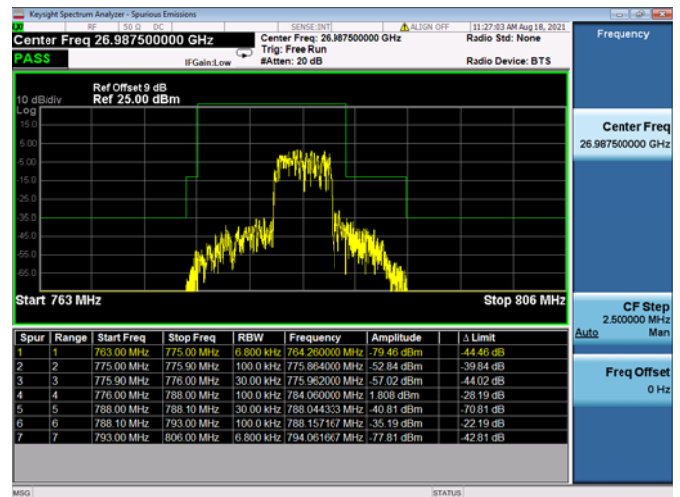 Keysight Spectrum Analyzer - Spurious Emissions
RF 50 Ω DC SENSE:INT ALIGN OFF 11:27:03 AM Aug 18, 2021
Center Freq 26.987500000 GHz Center Freq: 26.987500000 GHz Radio Std: None Frequency
Trig: Free Run
PASS IFGain:Low #Atten: 20 dB Radio Device: BTS
Ref Offset 9 dB
10 dB/div Ref 25.00 dBm
Log
15.0
5.00
-5.00
-15.0
-25.0
-35.0
-45.0
-55.0
-65.0
Start 763 MHz Stop 806 MHz
Center Freq
26.987500000 GHz
CF Step
2.500000 MHz
Auto Man
Freq Offset
0 Hz
Spur Range Start Freq Stop Freq RBW Frequency Amplitude Δ Limit
1 1 763.00 MHz 775.00 MHz 6.800 kHz 764.260000 MHz -79.46 dBm -44.46 dB
2 2 775.00 MHz 775.90 MHz 100.0 kHz 775.864000 MHz -52.84 dBm -39.84 dB
3 3 775.90 MHz 776.00 MHz 30.00 kHz 775.962000 MHz -57.02 dBm -44.02 dB
4 4 776.00 MHz 788.00 MHz 100.0 kHz 784.060000 MHz 1.808 dBm -28.19 dB
5 5 788.00 MHz 788.10 MHz 30.00 kHz 788.044333 MHz -40.81 dBm -70.81 dB
6 6 788.10 MHz 793.00 MHz 100.0 kHz 788.157167 MHz -35.19 dBm -22.19 dB
7 7 793.00 MHz 806.00 MHz 6.800 kHz 794.061667 MHz -77.81 dBm -42.81 dB
MSG STATUS